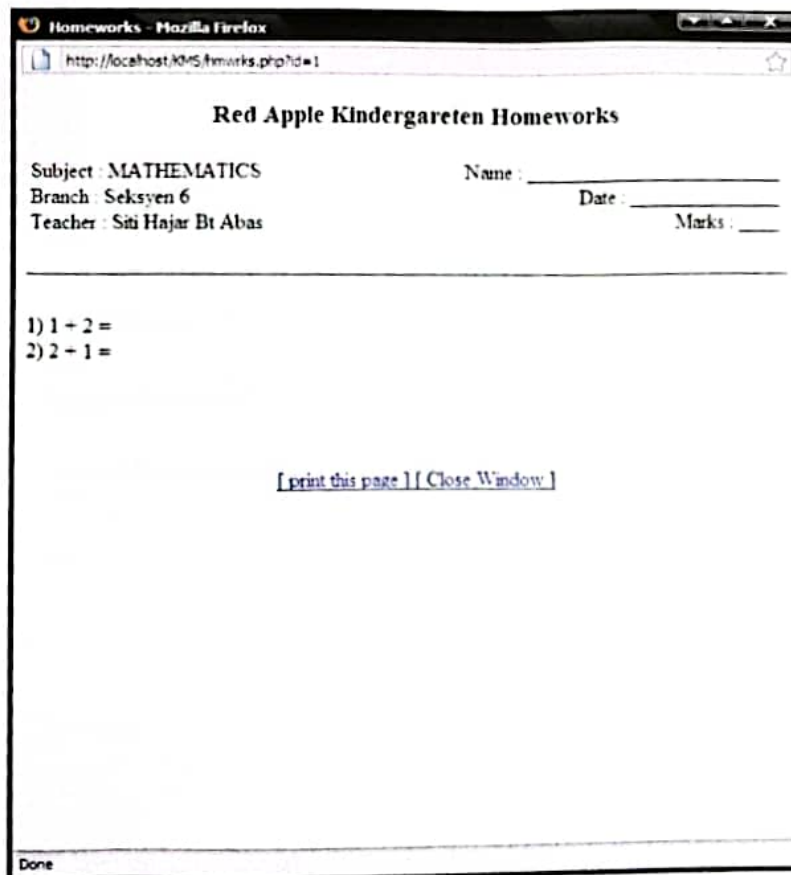 Homeworks - Mozilla Firefox
http://localhost/KMS/hmwrks.php?id=1
Red Apple Kindergareten Homeworks
Subject : MATHEMATICS Name :
Branch : Seksyen 6 Date :
Teacher : Siti Hajar Bt Abas Marks :
1) 1 + 2 =
2) 2 + 1 =
[ print this page ] [ Close Window ]
Done